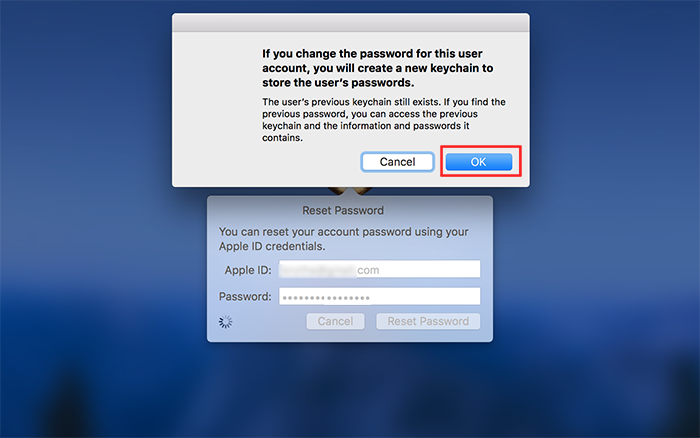 If you change the password for this user
account, you will create a new keychain to
store the user's passwords.
The user's previous keychain still exists. If you find the
previous password, you can access the previous
keychain and the information and passwords it
contains.
Cancel OK
Reset Password
You can reset your account password using your
Apple ID credentials.
Apple ID: .com
Password: ••••••••••••••••
Cancel Reset Password